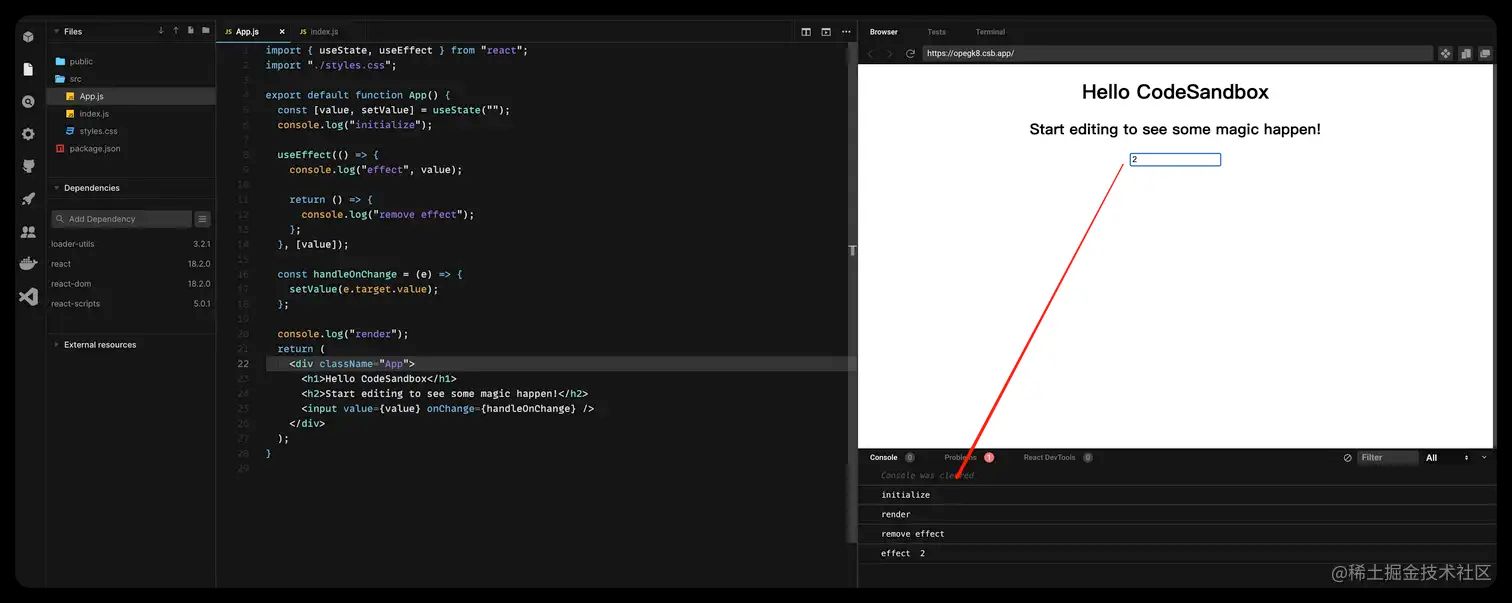 Files
public
src
App.js
index.js
styles.css
package.json
Dependencies
Add Dependency
loader-utils 3.2.1
react 18.2.0
react-dom 18.2.0
react-scripts 5.0.1
External resources
App.js index.js
1 import { useState, useEffect } from "react";
2 import "./styles.css";
3
4 export default function App() {
5 const [value, setValue] = useState("");
6 console.log("initialize");
7
8 useEffect(() => {
9 console.log("effect", value);
10
11 return () => {
12 console.log("remove effect");
13 };
14 }, [value]);
15
16 const handleOnChange = (e) => {
17 setValue(e.target.value);
18 };
19
20 console.log("render");
21 return (
22 <div className="App">
23 <h1>Hello CodeSandbox</h1>
24 <h2>Start editing to see some magic happen!</h2>
25 <input value={value} onChange={handleOnChange} />
26 </div>
27 );
28 }
29
Browser Tests Terminal
https://opegk8.csb.app/
Hello CodeSandbox
Start editing to see some magic happen!
2
Console 0 Problems 1 React DevTools 0 Filter All
Console was cleared
initialize
render
remove effect
effect 2
@稀土掘金技术社区